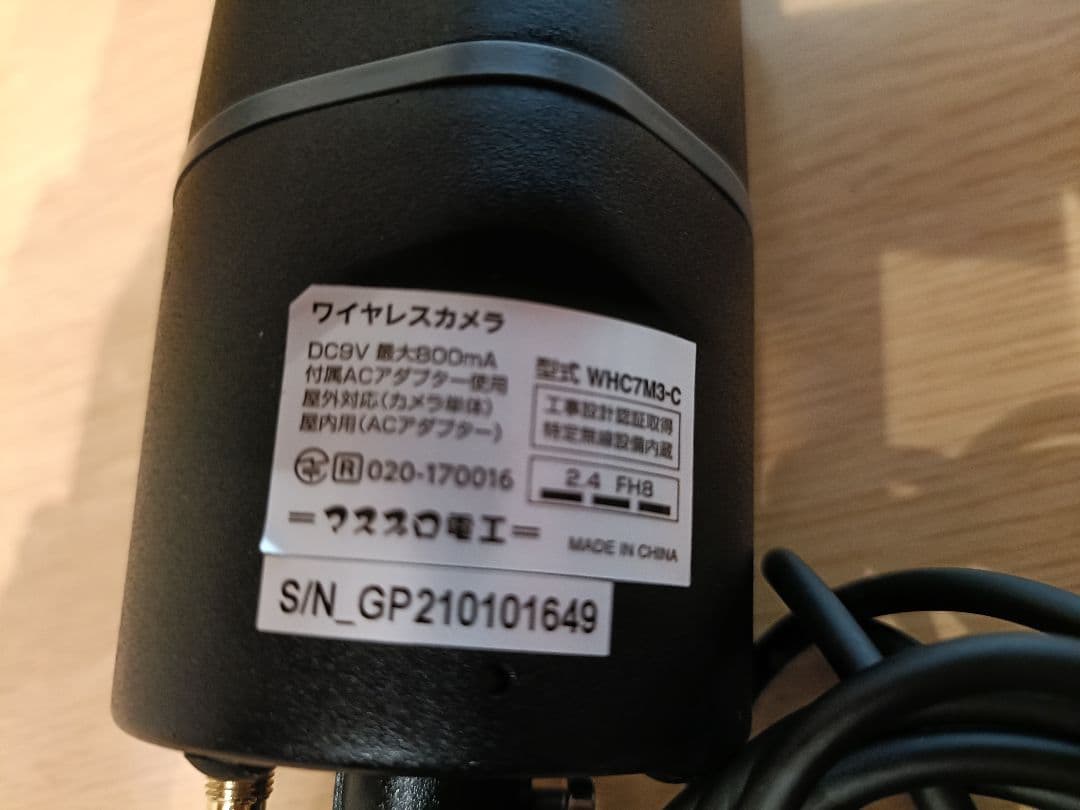 ワイヤレスカメラ
DC9V 最大800mA
付属ACアダプター使用
屋外対応(カメラ単体)
屋内用(ACアダプター)
R 020-170016
=マスプロ電工=
型式 WHC7M3-C
工事設計認証取得
特定無線設備内蔵
2.4 FH8
MADE IN CHINA
S/N_GP210101649